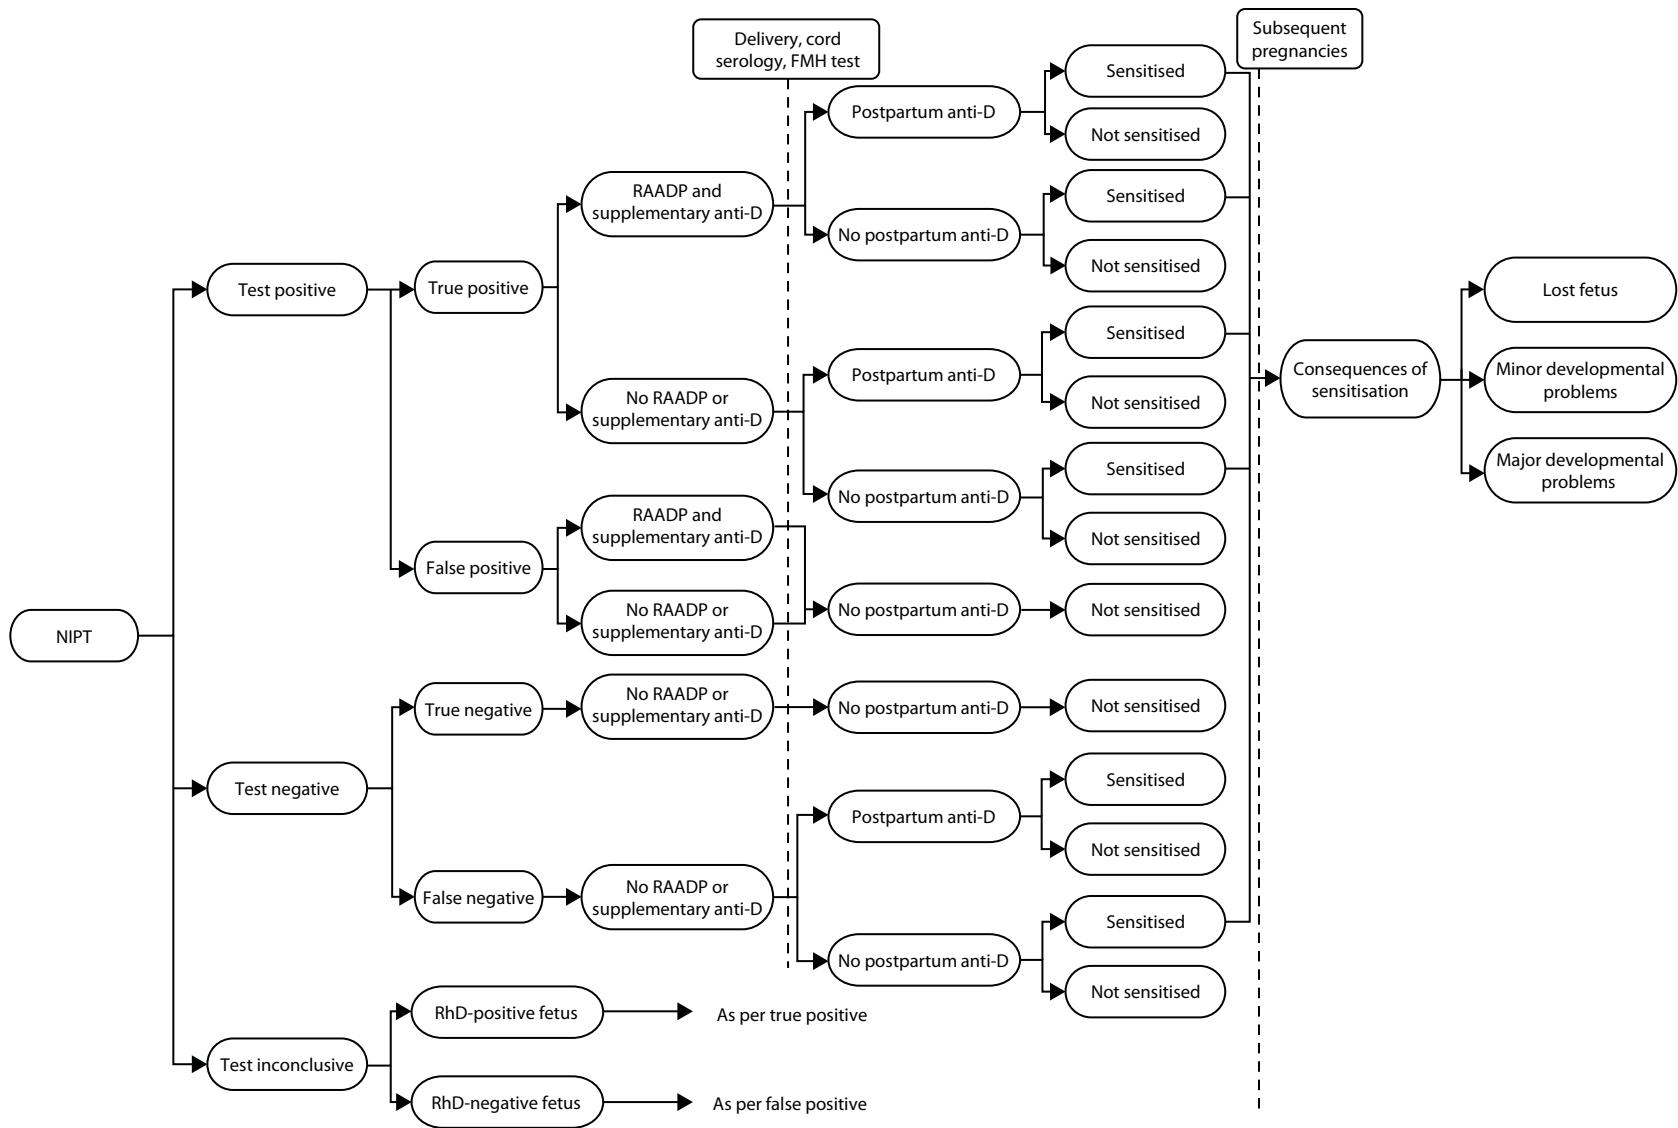 Delivery, cord
serology, FMH test
Subsequent
pregnancies
NIPT
Test positive
Test negative
Test inconclusive
True positive
False positive
True negative
False negative
RhD-positive fetus
As per true positive
RhD-negative fetus
As per false positive
RAADP and
supplementary anti-D
No RAADP or
supplementary anti-D
RAADP and
supplementary anti-D
No RAADP or
supplementary anti-D
No RAADP or
supplementary anti-D
No RAADP or
supplementary anti-D
Postpartum anti-D
No postpartum anti-D
Postpartum anti-D
No postpartum anti-D
No postpartum anti-D
No postpartum anti-D
Postpartum anti-D
No postpartum anti-D
Sensitised
Not sensitised
Sensitised
Not sensitised
Sensitised
Not sensitised
Sensitised
Not sensitised
Not sensitised
Not sensitised
Sensitised
Not sensitised
Sensitised
Not sensitised
Consequences of
sensitisation
Lost fetus
Minor developmental
problems
Major developmental
problems